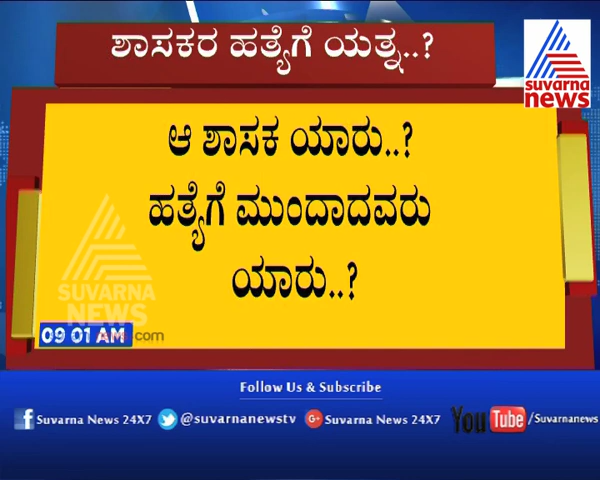 ಶಾಸಕರ ಹತ್ಯೆಗೆ ಯತ್ನ..?
suvarna
news
ಆ ಶಾಸಕ ಯಾರು..?
ಹತ್ಯೆಗೆ ಮುಂದಾದವರು
ಯಾರು..?
SUVARNA
NEWS
09 01 AM
.com
Follow Us & Subscribe
Suvarna News 24X7 @suvarnanewstv Suvarna News 24X7 YouTube /Suvarnanews